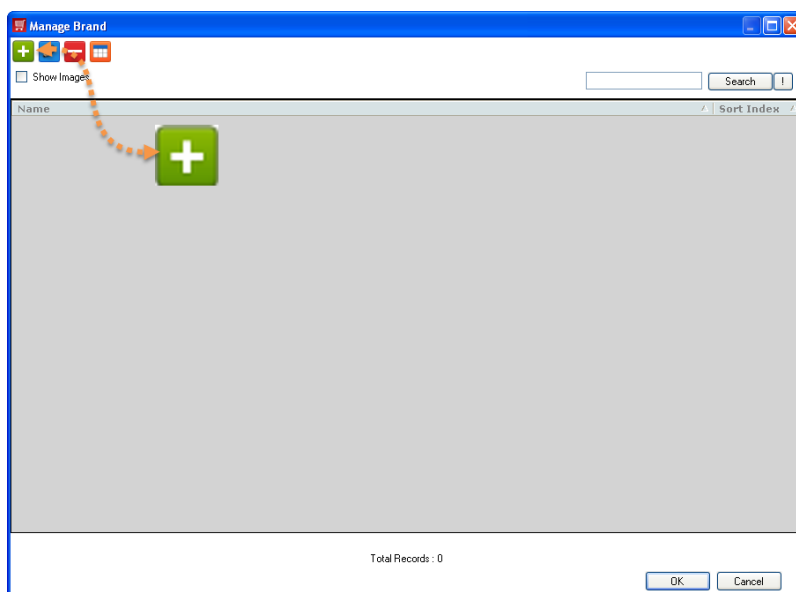 Manage Brand
Show Images
Search !
Name Sort Index
Total Records : 0
OK Cancel